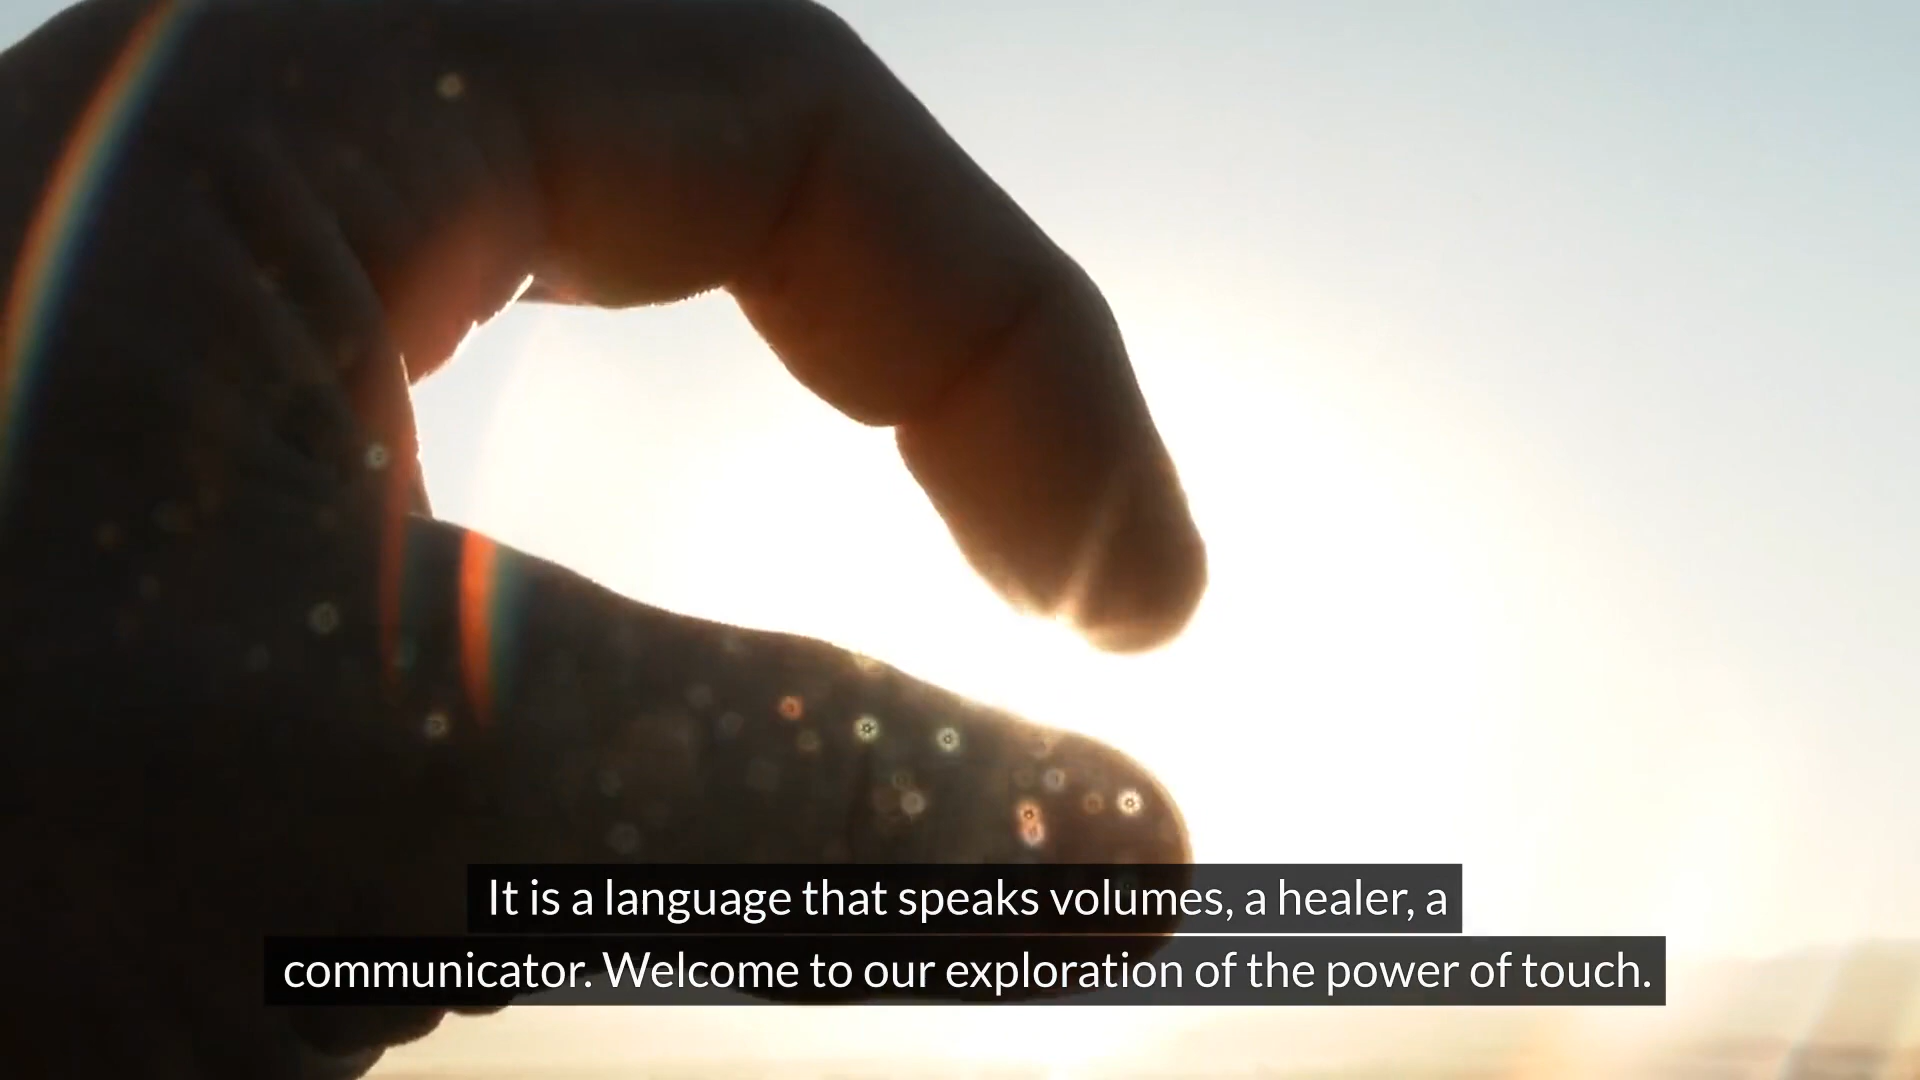 It is a language that speaks volumes, a healer, a
communicator. Welcome to our exploration of the power of touch.